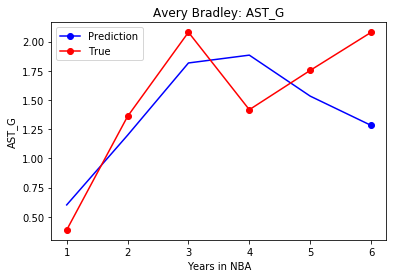 Avery Bradley: AST_G
Prediction
True
2.00
1.75
1.50
1.25
1.00
0.75
0.50
AST_G
1 2 3 4 5 6
Years in NBA